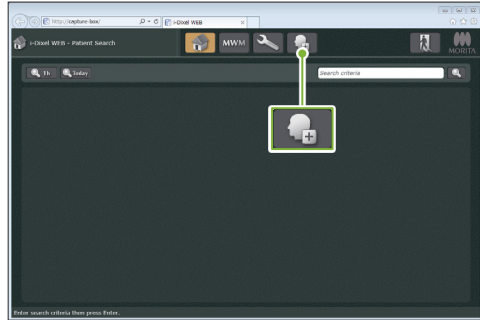 http://capture-box/
i-Dixel WEB
i-Dixel WEB - Patient Search
MWM
MORITA
1h
Today
Search criteria
Enter search criteria then press Enter.